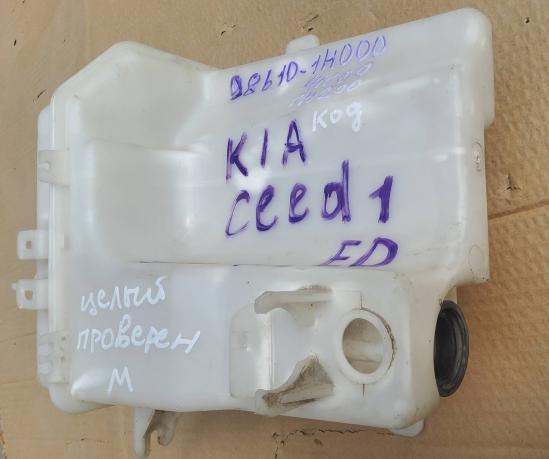 98610-1H000
код
KIA
ceed 1
ED
целый
проверен
м